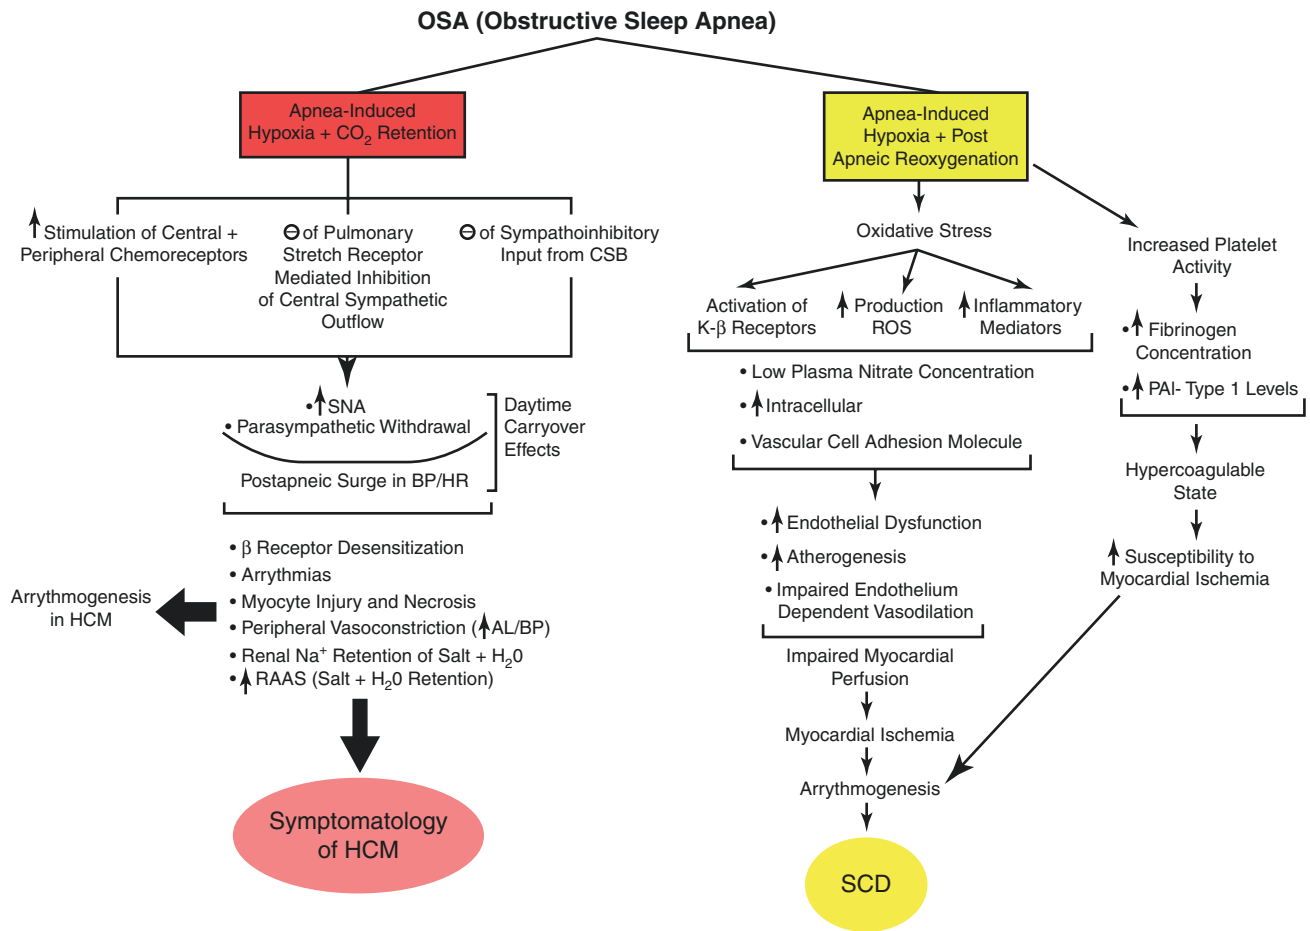 OSA (Obstructive Sleep Apnea)
Apnea-Induced
Hypoxia + CO₂ Retention
↑ Stimulation of Central +
Peripheral Chemoreceptors
⊖ of Pulmonary
Stretch Receptor
Mediated Inhibition
of Central Sympathetic
Outflow
⊖ of Sympathoinhibitory
Input from CSB
• ↑ SNA
• Parasympathetic Withdrawal
Postapneic Surge in BP/HR
Daytime
Carryover
Effects
• β Receptor Desensitization
• Arrythmias
• Myocyte Injury and Necrosis
• Peripheral Vasoconstriction (↑AL/BP)
• Renal Na⁺ Retention of Salt + H₂0
• ↑ RAAS (Salt + H₂0 Retention)
Arrythmogenesis
in HCM
Symptomatology
of HCM
Apnea-Induced
Hypoxia + Post
Apneic Reoxygenation
Oxidative Stress
Activation of
K-β Receptors
↑ Production
ROS
↑ Inflammatory
Mediators
• Low Plasma Nitrate Concentration
• ↑ Intracellular
• Vascular Cell Adhesion Molecule
• ↑ Endothelial Dysfunction
• ↑ Atherogenesis
• Impaired Endothelium
Dependent Vasodilation
Impaired Myocardial
Perfusion
Myocardial Ischemia
Arrythmogenesis
SCD
Increased Platelet
Activity
• ↑ Fibrinogen
Concentration
• ↑ PAI- Type 1 Levels
Hypercoagulable
State
↑ Susceptibility to
Myocardial Ischemia